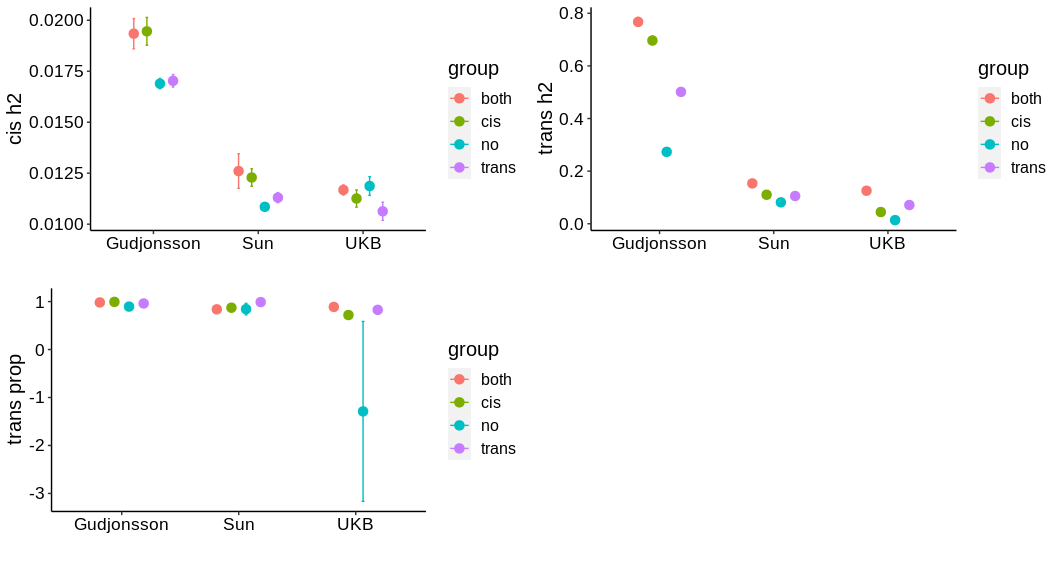 cis h2
0.0200
0.0175
0.0150
0.0125
0.0100
Gudjonsson
Sun
UKB
group
both
cis
no
trans
trans h2
0.8
0.6
0.4
0.2
0.0
Gudjonsson
Sun
UKB
group
both
cis
no
trans
trans prop
1
0
-1
-2
-3
Gudjonsson
Sun
UKB
group
both
cis
no
trans